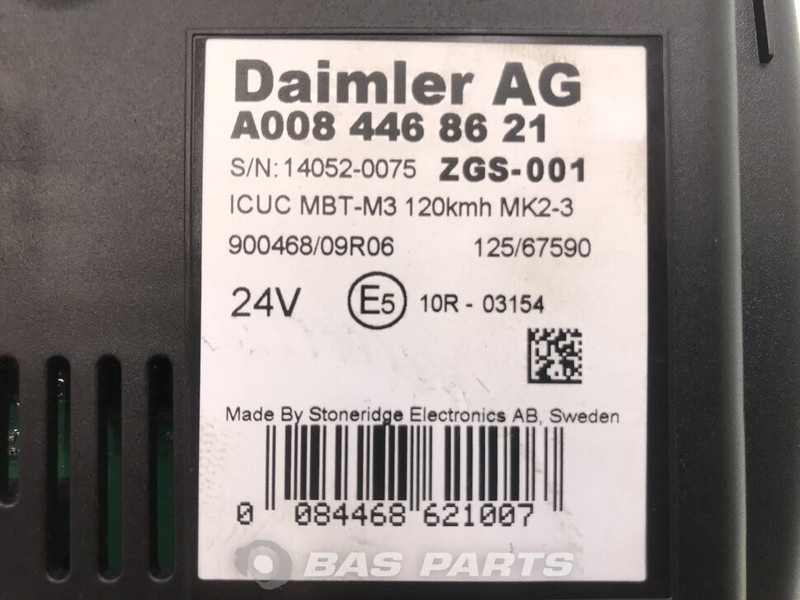 Daimler AG
A008 446 86 21
S/N: 14052-0075 ZGS-001
ICUC MBT-M3 120kmh MK2-3
900468/09R06 125/67590
24V E5 10R - 03154
Made By Stoneridge Electronics AB, Sweden
0 084468 621007
BAS PARTS